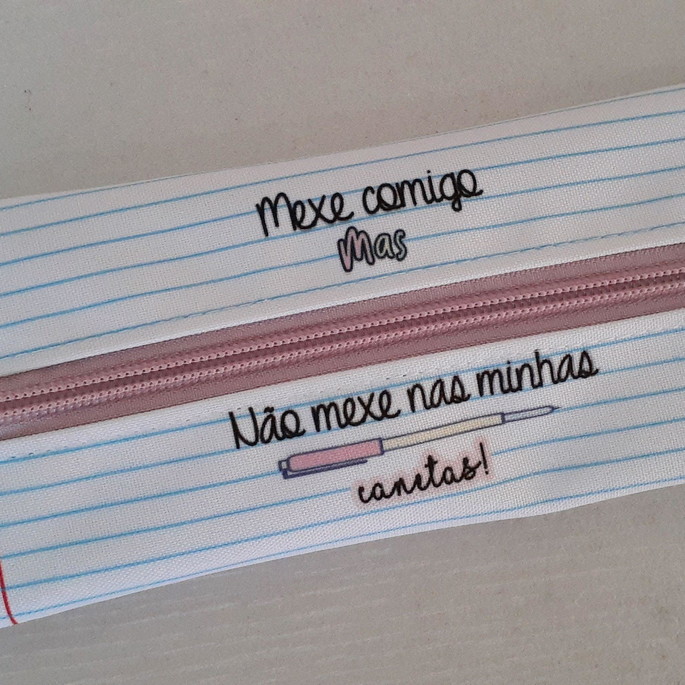 Mexe comigo
Mas
Não mexe nas minhas
canetas!